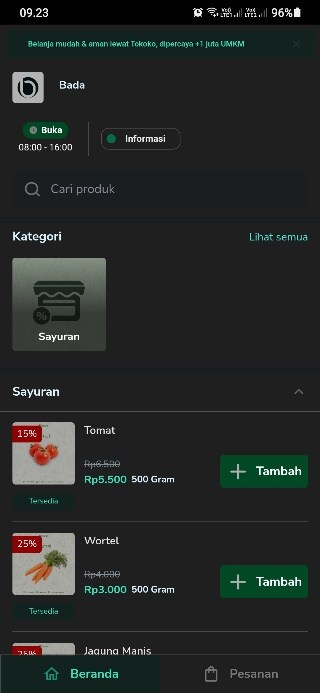 09.23
96%
Belanja mudah & aman lewat Tokoko, dipercaya +1 juta UMKM
Bada
Buka
08:00 - 16:00
Informasi
Cari produk
Kategori
Lihat semua
Sayuran
Sayuran
15%
Tomat
Rp6.500
Rp5.500 500 Gram
Tambah
Tersedia
25%
Wortel
Rp4.000
Rp3.000 500 Gram
Tambah
Tersedia
Jagung Manis
Beranda
Pesanan